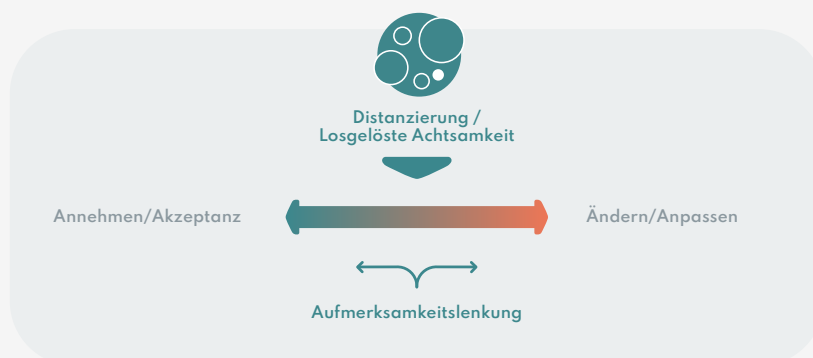 Distanzierung /
Losgelöste Achtsamkeit
Annehmen/Akzeptanz
Ändern/Anpassen
Aufmerksamkeitslenkung